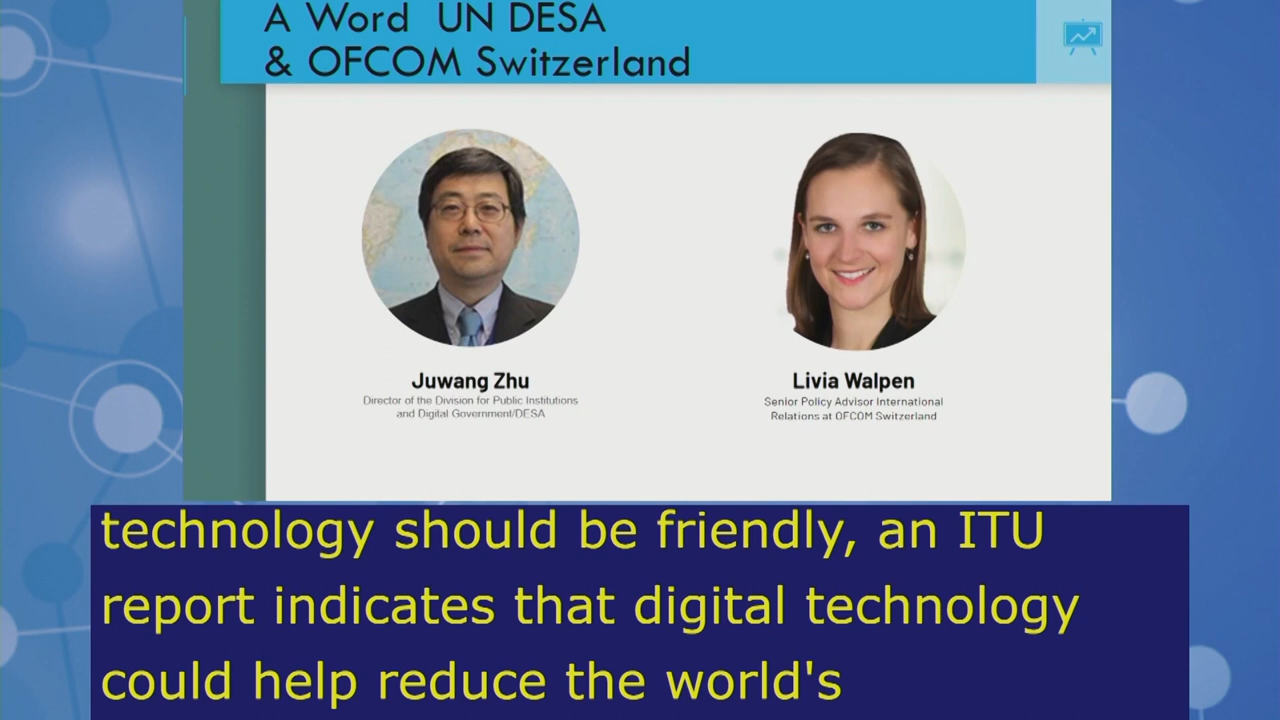 A Word UN DESA
& OFCOM Switzerland
Juwang Zhu
Director of the Division for Public Institutions
and Digital Government/DESA
Livia Walpen
Senior Policy Advisor International
Relations at OFCOM Switzerland
technology should be friendly, an ITU
report indicates that digital technology
could help reduce the world's